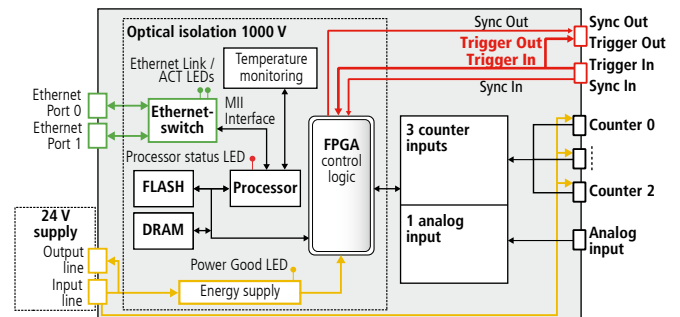 Optical isolation 1000 V
Sync Out
Sync Out
Trigger Out
Trigger Out
Trigger In
Trigger In
Sync In
Sync In
Ethernet Link /
ACT LEDs
Temperature
monitoring
Ethernet
Port 0
Ethernet
Port 1
Ethernet-
switch
MII
Interface
Processor status LED
FLASH
Processor
DRAM
FPGA
control
logic
3 counter
inputs
1 analog
input
Counter 0
Counter 2
Analog
input
24 V
supply
Output
line
Input
line
Power Good LED
Energy supply